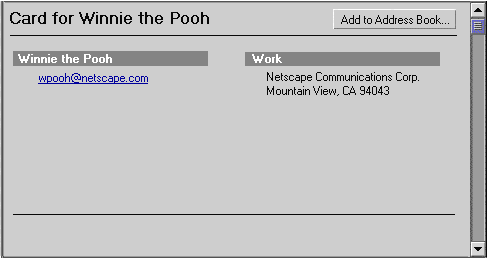 Card for Winnie the Pooh
Add to Address Book...
Winnie the Pooh
wpooh@netscape.com
Work
Netscape Communications Corp.
Mountain View, CA 94043